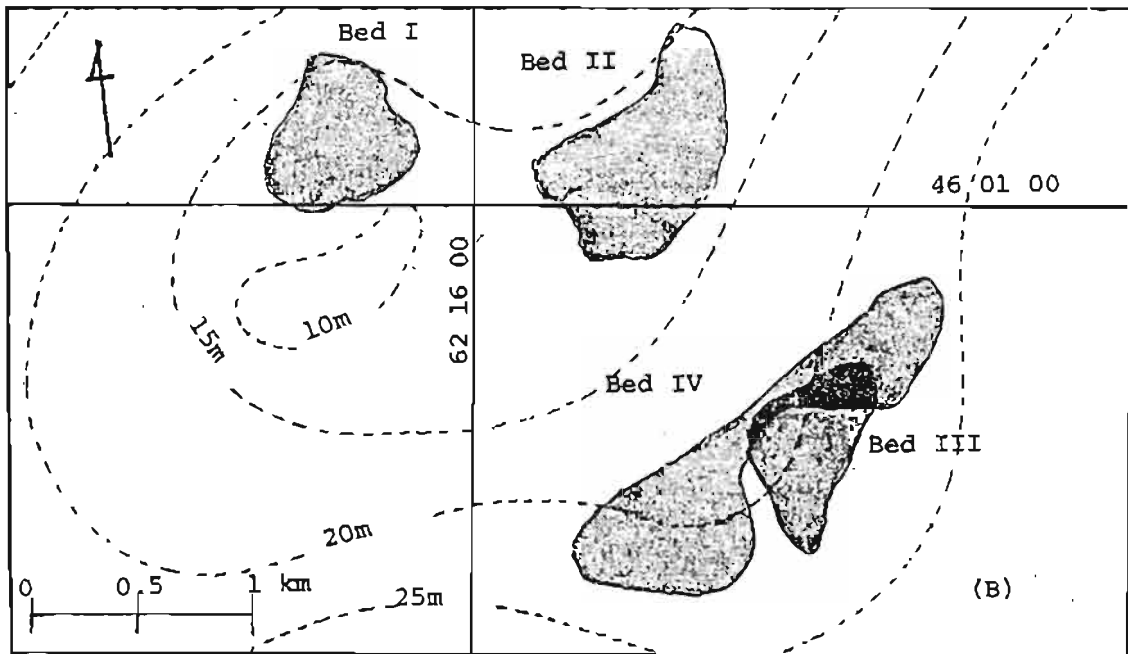 Bed I
Bed II
46 01 00
62 16 00
10m
15m
Bed IV
Bed III
20m
0 0.5 1 km
25m
(B)